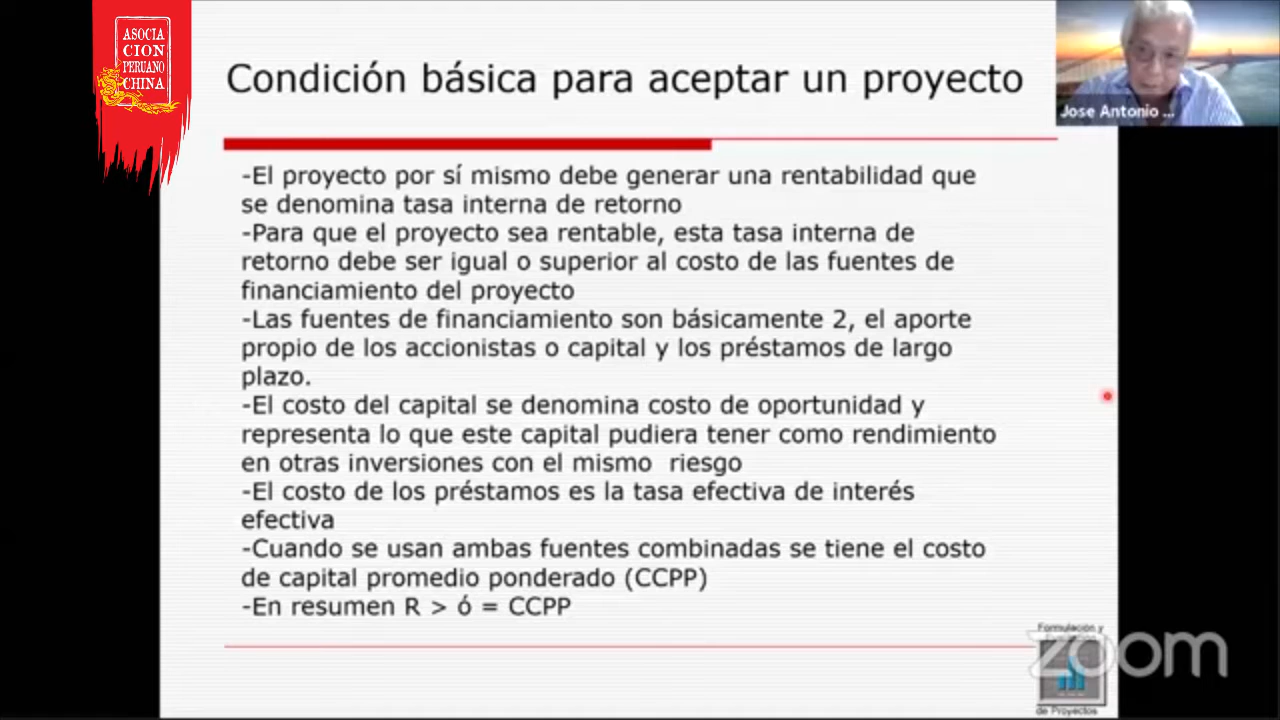 ASOCIA
CION
PERUANO
CHINA
Condición básica para aceptar un proyecto
Jose Antonio ...
-El proyecto por sí mismo debe generar una rentabilidad que
se denomina tasa interna de retorno
-Para que el proyecto sea rentable, esta tasa interna de
retorno debe ser igual o superior al costo de las fuentes de
financiamiento del proyecto
-Las fuentes de financiamiento son básicamente 2, el aporte
propio de los accionistas o capital y los préstamos de largo
plazo.
-El costo del capital se denomina costo de oportunidad y
representa lo que este capital pudiera tener como rendimiento
en otras inversiones con el mismo  riesgo
-El costo de los préstamos es la tasa efectiva de interés
efectiva
-Cuando se usan ambas fuentes combinadas se tiene el costo
de capital promedio ponderado (CCPP)
-En resumen R > ó = CCPP
Formulación y
zoom
de Proyectos